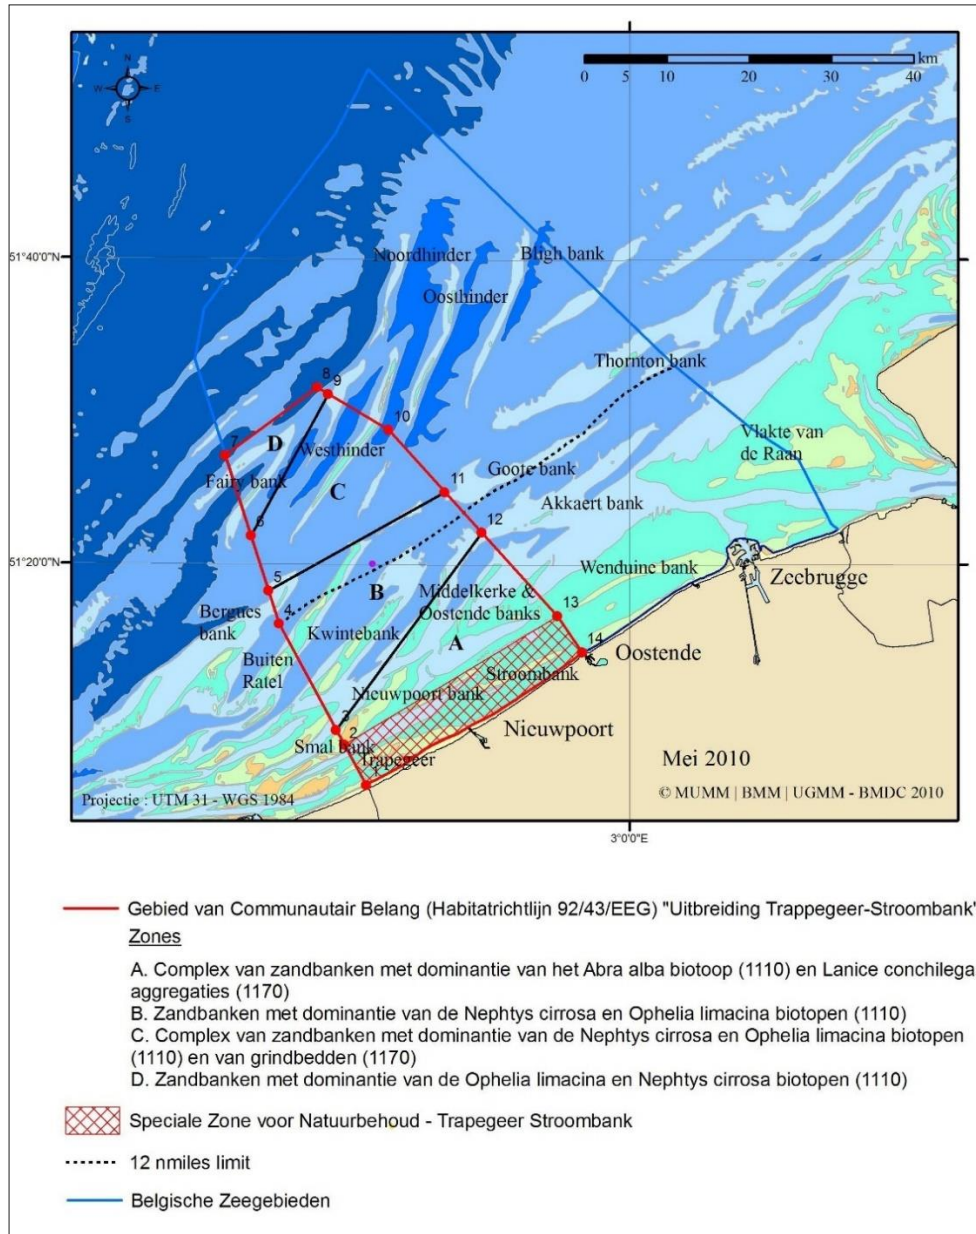 N
W E
S
km
0 5 10 20 30 40
51°40'0"N
Noordhinder
Bligh bank
Oosthinder
Thornton bank
8
9
10
Westhinder
D
7
Fairy bank
Vlakte van
de Raan
C
Goote bank
11
Akkaert bank
6
12
51°20'0"N
Wenduine bank
Zeebrugge
5
B
Middelkerke &
Oostende banks
Bergues
bank
4
Kwintebank
13
A
14
Oostende
Buiten
Ratel
Stroombank
Nieuwpoort bank
3
2
Nieuwpoort
Smal bank
Trapegeer
1
Mei 2010
Projectie : UTM 31 - WGS 1984
© MUMM | BMM | UGMM - BMDC 2010
3°0'0"E
Gebied van Communautair Belang (Habitatrichtlijn 92/43/EEG) "Uitbreiding Trappegeer-Stroombank"
Zones
A. Complex van zandbanken met dominantie van het Abra alba biotoop (1110) en Lanice conchilega
aggregaties (1170)
B. Zandbanken met dominantie van de Nephtys cirrosa en Ophelia limacina biotopen (1110)
C. Complex van zandbanken met dominantie van de Nephtys cirrosa en Ophelia limacina biotopen
(1110) en van grindbedden (1170)
D. Zandbanken met dominantie van de Ophelia limacina en Nephtys cirrosa biotopen (1110)
Speciale Zone voor Natuurbehoud - Trapegeer Stroombank
12 nmiles limit
Belgische Zeegebieden